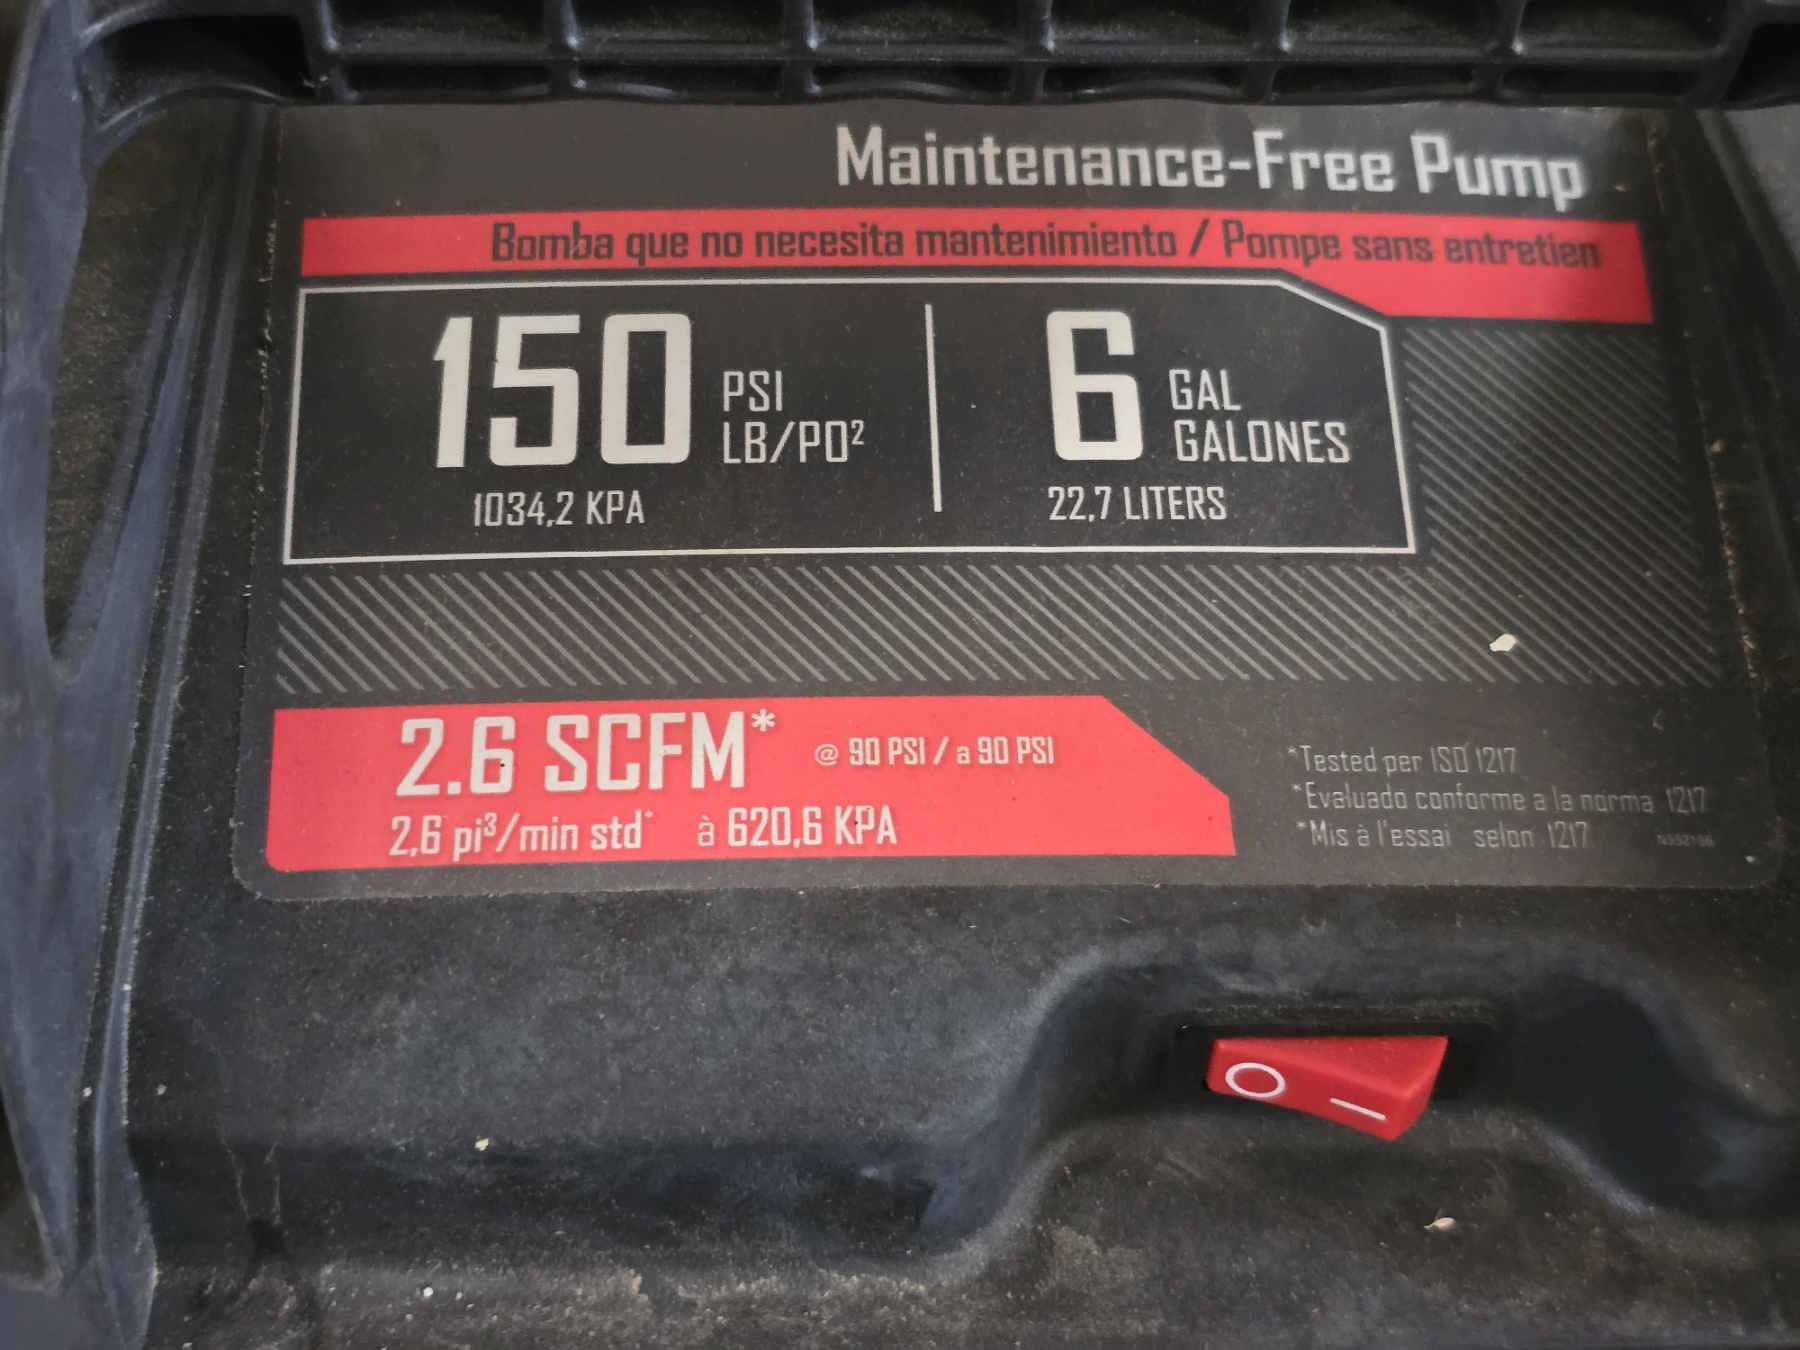 Maintenance-Free Pump
Bomba que no necesita mantenimiento / Pompe sans entretien
150 PSI
LB/PO²
1034,2 KPA
6 GAL
GALONES
22,7 LITERS
2.6 SCFM* @ 90 PSI / a 90 PSI
2,6 pi³/min std* à 620,6 KPA
*Tested per ISO 1217
*Evaluado conforme a la norma 1217
*Mis à l'essai selon 1217
O I